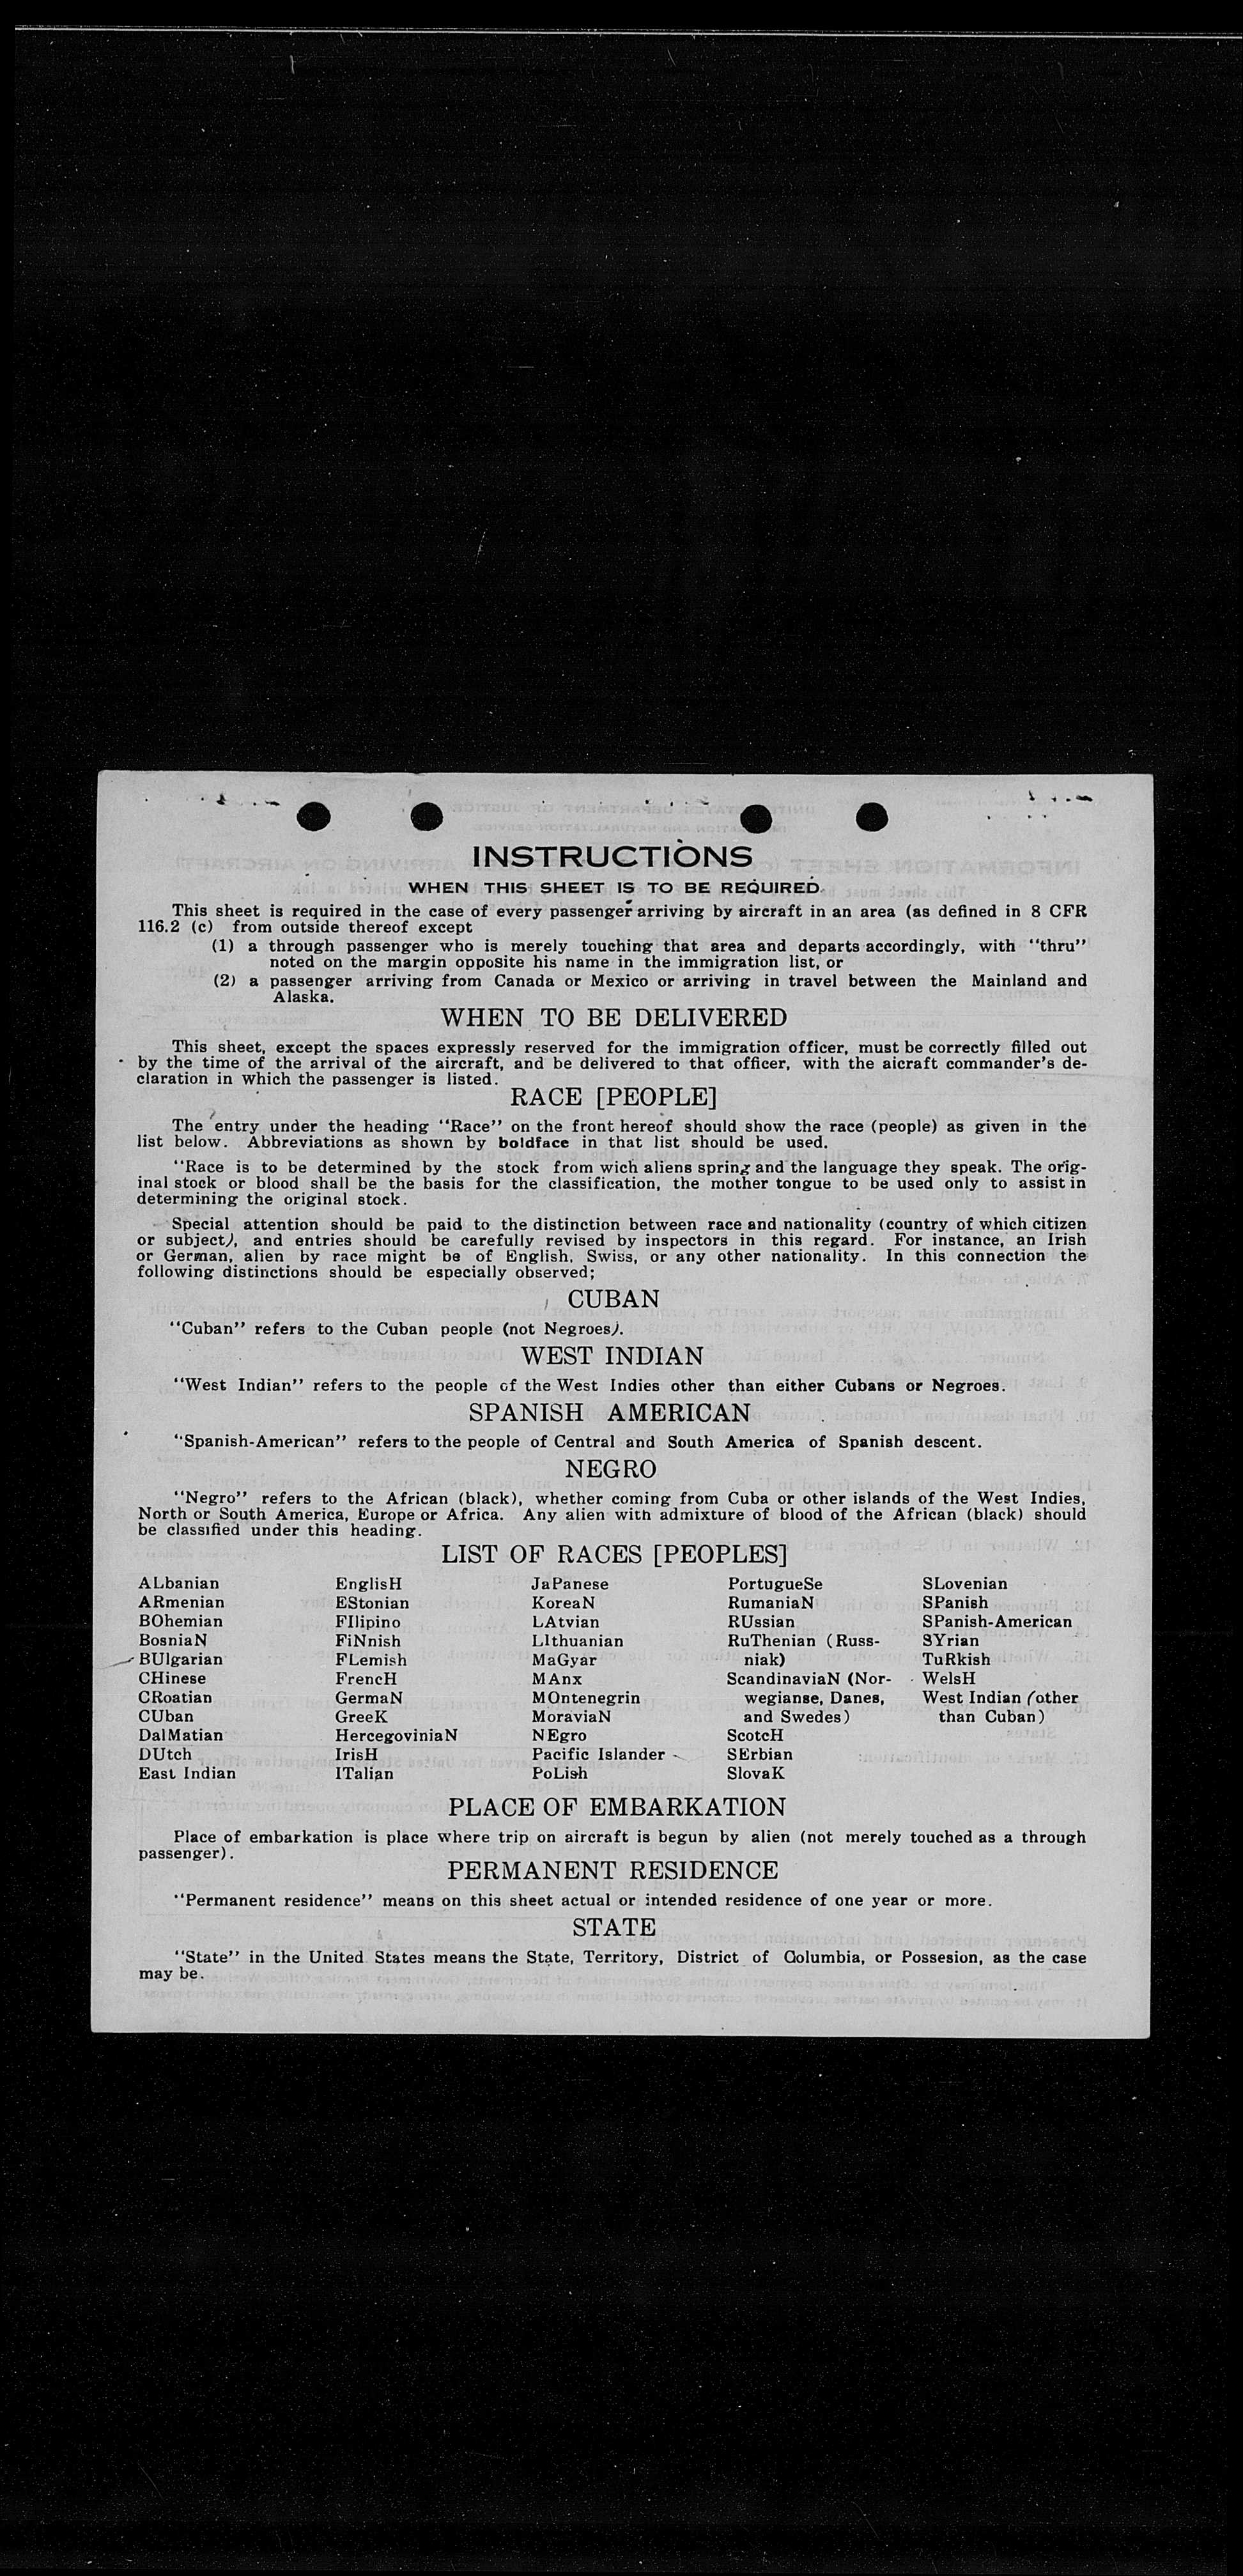 INSTRUCTIONS
WHEN THIS SHEET IS TO BE REQUIRED.
This sheet is required in the case of every passenger arriving by aircraft in an area (as defined in 8 CFR
116.2 (c) from outside thereof except
(1) a through passenger who is merely touching that area and departs accordingly, with "thru"
noted on the margin opposite his name in the immigration list, or
(2) a passenger arriving from Canada or Mexico or arriving in travel between the Mainland and
Alaska.
WHEN TO BE DELIVERED
This sheet, except the spaces expressly reserved for the immigration officer, must be correctly filled out
by the time of the arrival of the aircraft, and be delivered to that officer, with the aicraft commander's de-
claration in which the passenger is listed.
RACE [PEOPLE]
The entry under the heading "Race" on the front hereof should show the race (people) as given in the
list below. Abbreviations as shown by boldface in that list should be used.
"Race is to be determined by the stock from wich aliens spring and the language they speak. The orig-
inal stock or blood shall be the basis for the classification, the mother tongue to be used only to assist in
determining the original stock.
Special attention should be paid to the distinction between race and nationality (country of which citizen
or subject), and entries should be carefully revised by inspectors in this regard. For instance, an Irish
or German, alien by race might be of English, Swiss, or any other nationality. In this connection the
following distinctions should be especially observed;
CUBAN
"Cuban" refers to the Cuban people (not Negroes).
WEST INDIAN
"West Indian" refers to the people of the West Indies other than either Cubans or Negroes.
SPANISH AMERICAN
"Spanish-American" refers to the people of Central and South America of Spanish descent.
NEGRO
"Negro" refers to the African (black), whether coming from Cuba or other islands of the West Indies,
North or South America, Europe or Africa. Any alien with admixture of blood of the African (black) should
be classified under this heading.
LIST OF RACES [PEOPLES]
ALbanian
ARmenian
BOhemian
BosniaN
BUlgarian
CHinese
CRoatian
CUban
DalMatian
DUtch
East Indian
EnglisH
EStonian
FIlipino
FiNnish
FLemish
FrencH
GermaN
GreeK
HercegoviniaN
IrisH
ITalian
JaPanese
KoreaN
LAtvian
LIthuanian
MaGyar
MAnx
MOntenegrin
MoraviaN
NEgro
Pacific Islander
PoLish
PortugueSe
RumaniaN
RUssian
RuThenian (Russ-
niak)
ScandinaviaN (Nor-
wegianse, Danes,
and Swedes)
ScotcH
SErbian
SlovaK
SLovenian
SPanish
SPanish-American
SYrian
TuRkish
WelsH
West Indian (other
than Cuban)
PLACE OF EMBARKATION
Place of embarkation is place where trip on aircraft is begun by alien (not merely touched as a through
passenger).
PERMANENT RESIDENCE
"Permanent residence" means on this sheet actual or intended residence of one year or more.
STATE
"State" in the United States means the State, Territory, District of Columbia, or Possesion, as the case
may be.